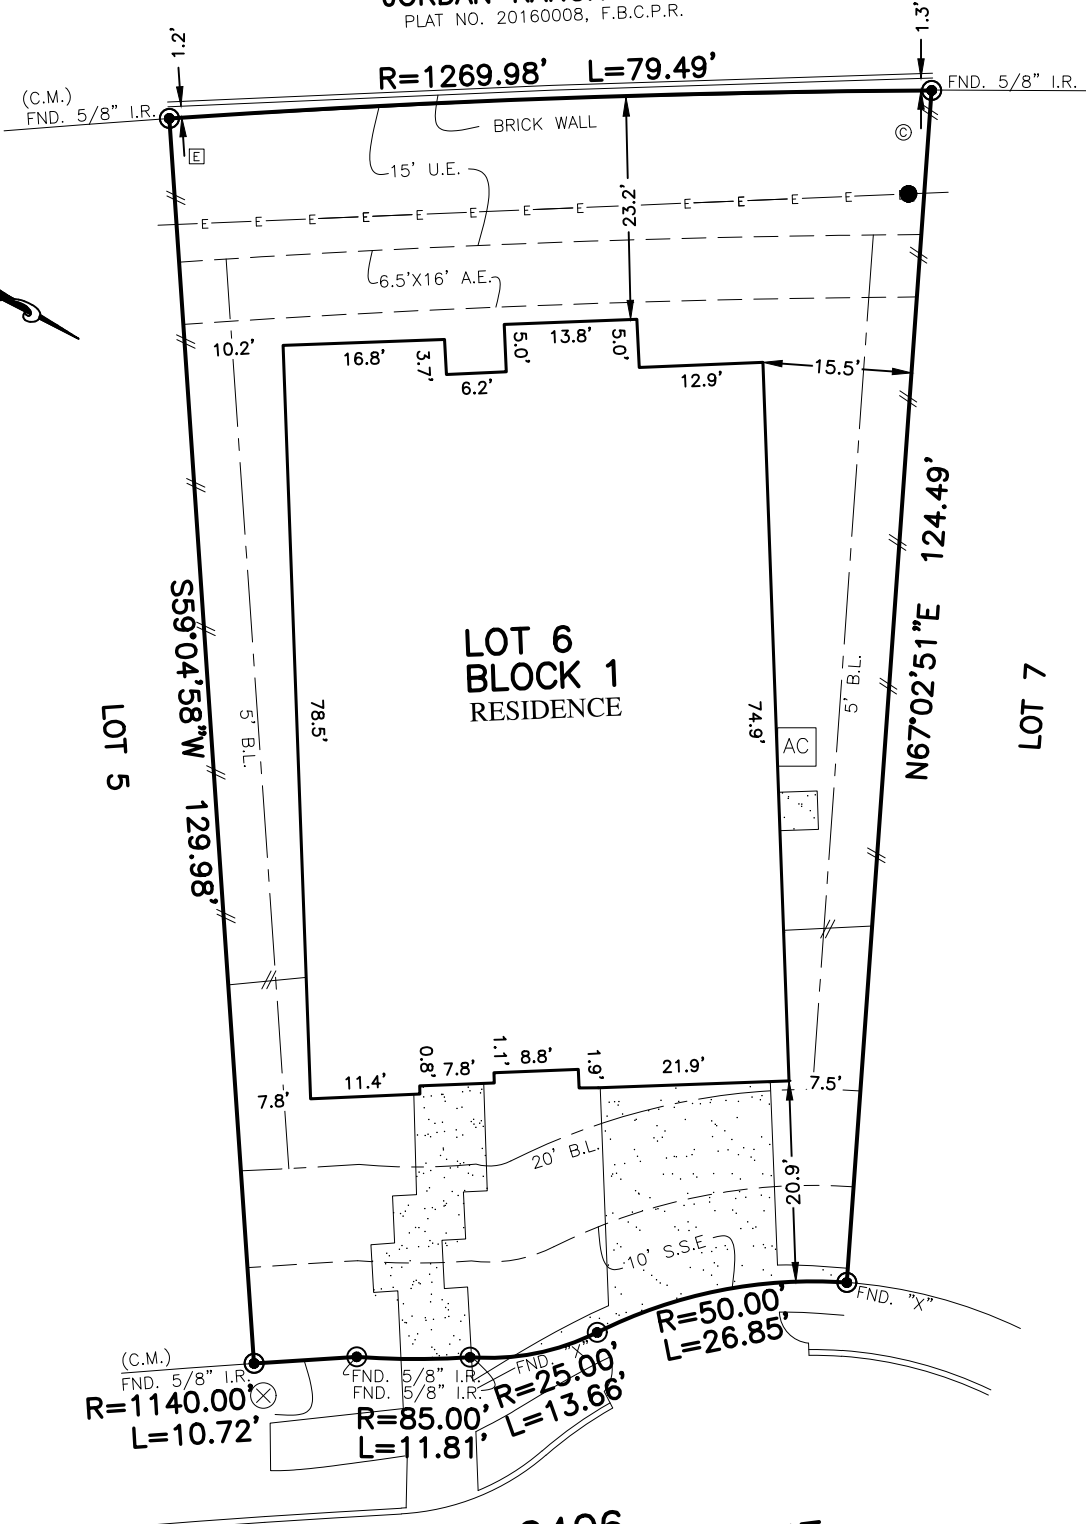 PLAT NO. 20160008, F.B.C.P.R.
1.2'
1.3'
R=1269.98' L=79.49'
(C.M.)
FND. 5/8" I.R.
FND. 5/8" I.R.
BRICK WALL
E
C
15' U.E.
E E E E E E E E E E E E
23.2'
6.5'X16' A.E.
10.2'
16.8'
3.7'
6.2'
5.0'
13.8'
5.0'
12.9'
15.5'
S59°04'58"W 129.98'
N67°02'51"E 124.49'
LOT 5
LOT 7
5' B.L.
5' B.L.
78.5'
74.9'
LOT 6
BLOCK 1
RESIDENCE
AC
7.8'
11.4'
0.8'
7.8'
1.1'
8.8'
1.9'
21.9'
7.5'
20' B.L.
20.9'
10' S.S.E.
FND. "X"
R=50.00'
L=26.85'
FND. "X"
R=25.00'
L=13.66'
(C.M.)
FND. 5/8" I.R.
R=1140.00'
L=10.72'
FND. 5/8" I.R.
FND. 5/8" I.R.
R=85.00'
L=11.81'